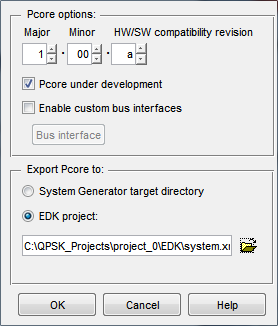 Pcore options:
Major Minor HW/SW compatibility revision
1 . 00 . a
Pcore under development
Enable custom bus interfaces
Bus interface
Export Pcore to:
System Generator target directory
EDK project:
C:\QPSK_Projects\project_0\EDK\system.xm
OK Cancel Help